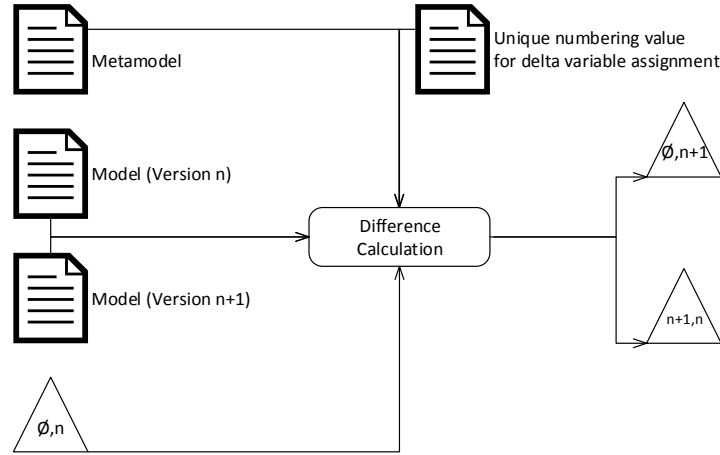 Metamodel
Unique numbering value
for delta variable assignment
Model (Version n)
Ø,n+1
Difference
Calculation
Model (Version n+1)
n+1,n
Ø,n